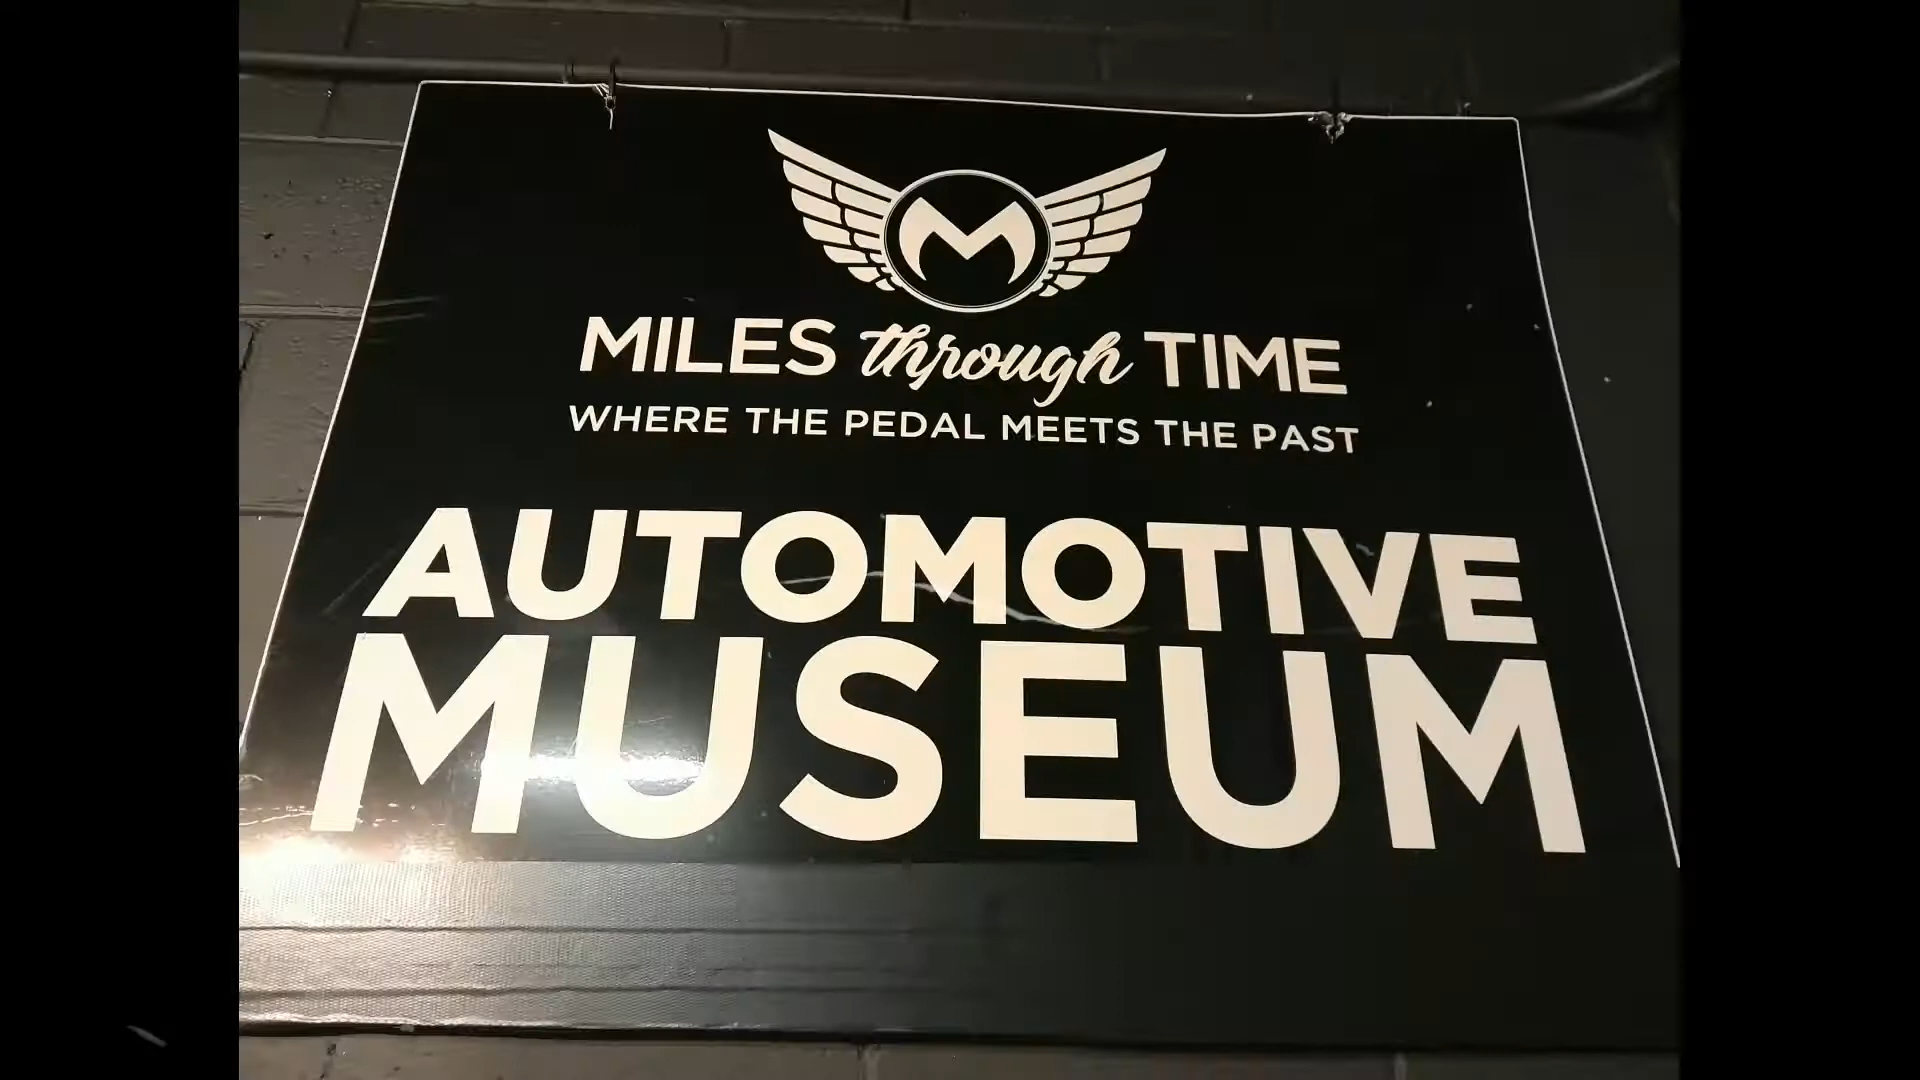 M
MILES through TIME
WHERE THE PEDAL MEETS THE PAST
AUTOMOTIVE
MUSEUM